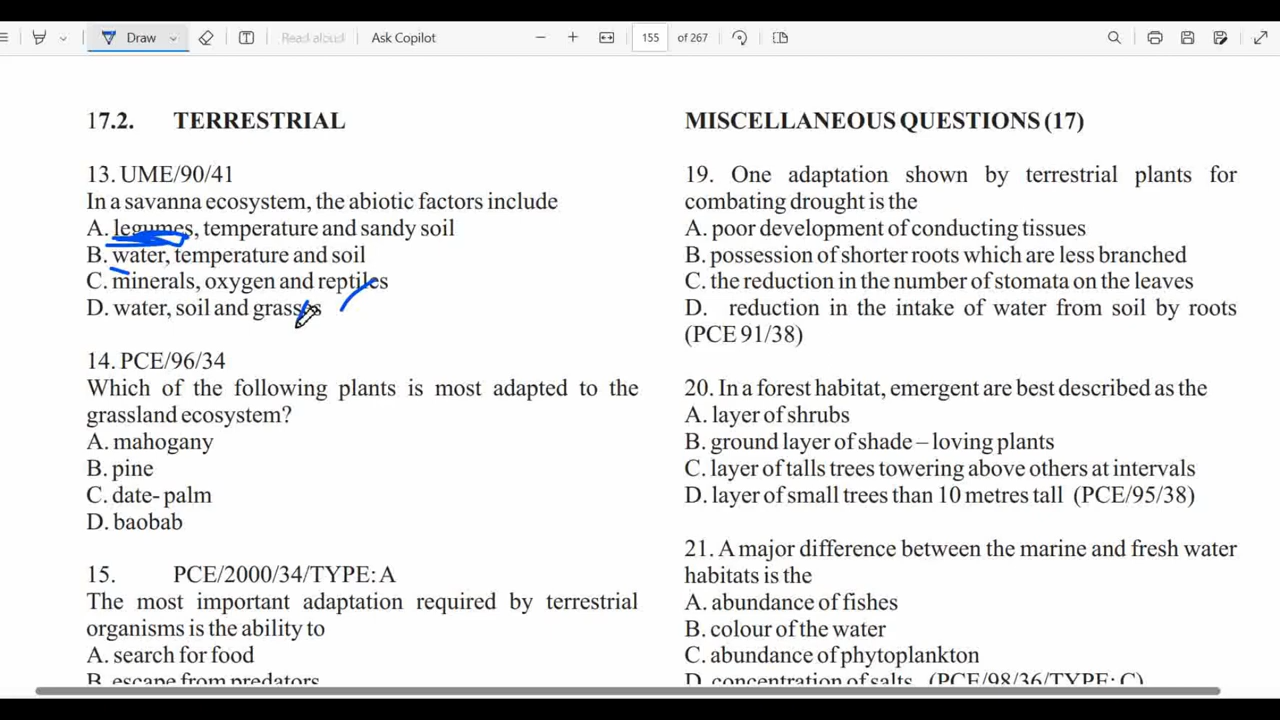 Draw
Read aloud
Ask Copilot
155
of 267
17.2. TERRESTRIAL
13. UME/90/41
In a savanna ecosystem, the abiotic factors include
A. legumes, temperature and sandy soil
B. water, temperature and soil
C. minerals, oxygen and reptiles
D. water, soil and grasses
14. PCE/96/34
Which of the following plants is most adapted to the
grassland ecosystem?
A. mahogany
B. pine
C. date- palm
D. baobab
15. PCE/2000/34/TYPE: A
The most important adaptation required by terrestrial
organisms is the ability to
A. search for food
B. escape from predators
MISCELLANEOUS QUESTIONS (17)
19. One adaptation shown by terrestrial plants for
combating drought is the
A. poor development of conducting tissues
B. possession of shorter roots which are less branched
C. the reduction in the number of stomata on the leaves
D. reduction in the intake of water from soil by roots
(PCE 91/38)
20. In a forest habitat, emergent are best described as the
A. layer of shrubs
B. ground layer of shade – loving plants
C. layer of talls trees towering above others at intervals
D. layer of small trees than 10 metres tall (PCE/95/38)
21. A major difference between the marine and fresh water
habitats is the
A. abundance of fishes
B. colour of the water
C. abundance of phytoplankton
D. concentration of salts (PCE/98/36/TYPE: C)